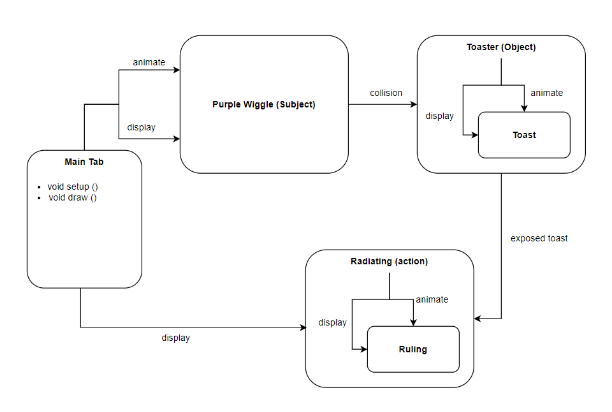 animate
display
Purple Wiggle (Subject)
collision
Toaster (Object)
animate
display
Toast
Main Tab
void setup ()
void draw ()
exposed toast
Radiating (action)
animate
display
Ruling
display